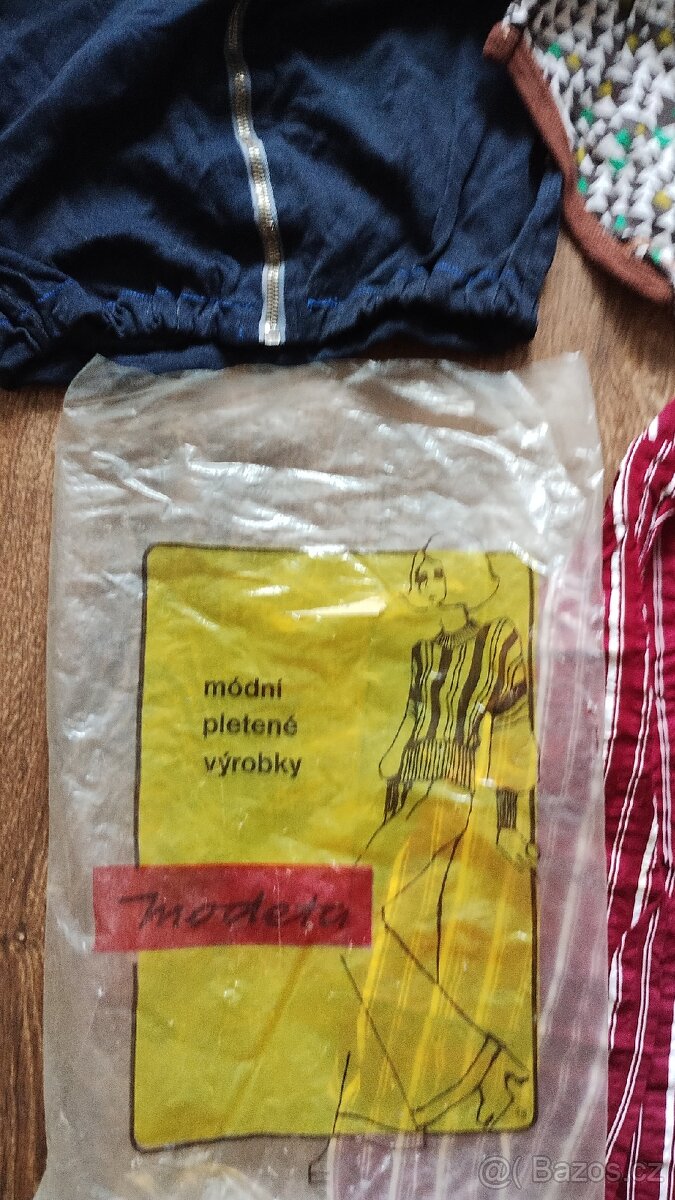 módní
pletené
výrobky
modeta
@( Bazos.cz